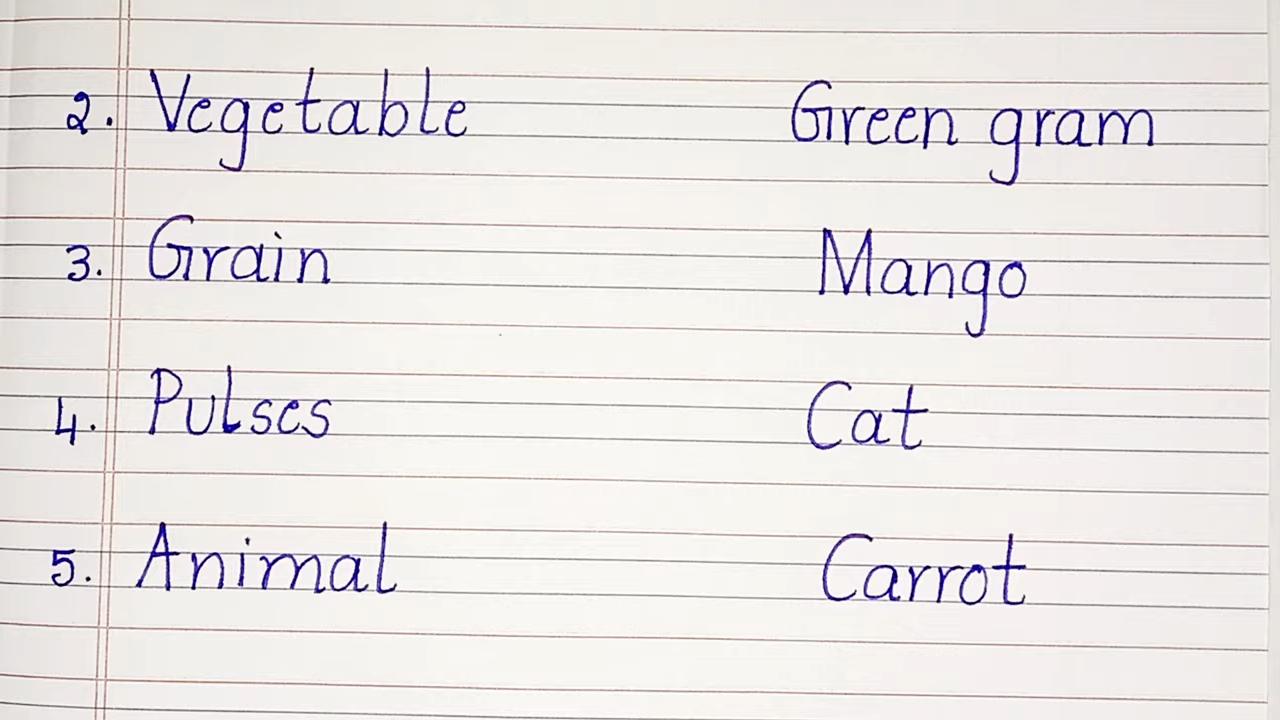 2. Vegetable Green gram
3. Grain Mango
4. Pulses Cat
5. Animal Carrot